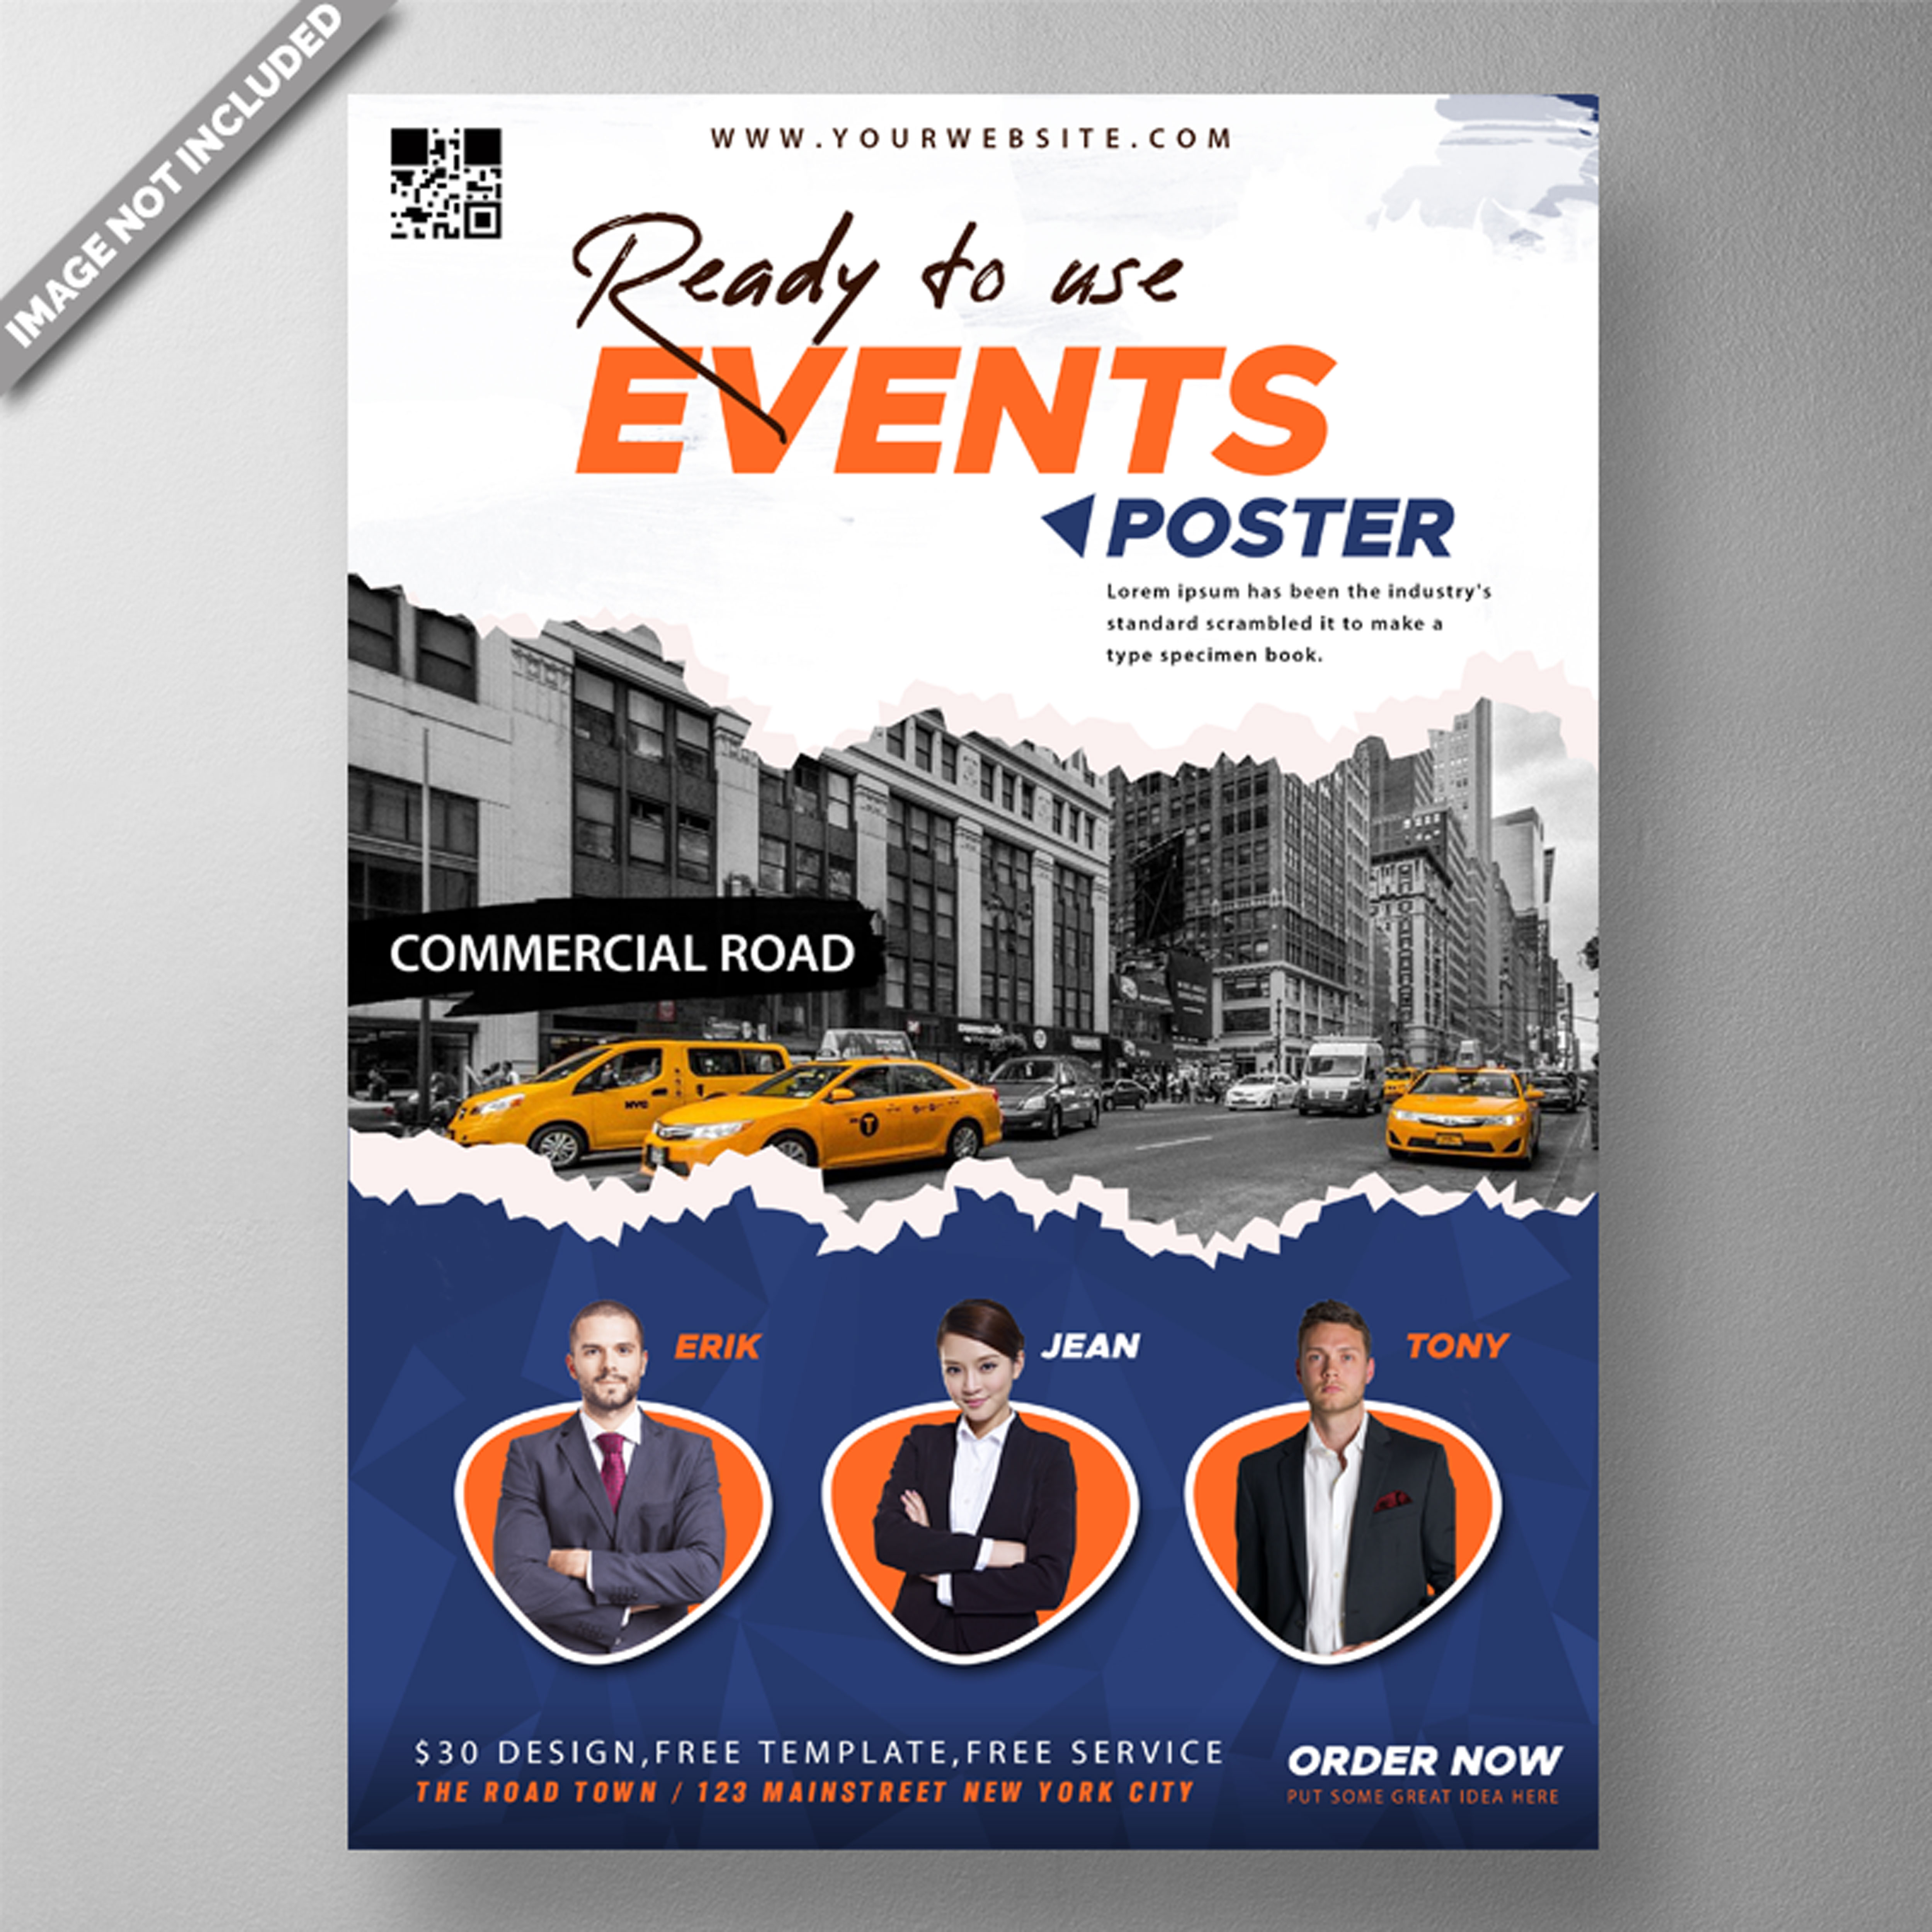 IMAGE NOT INCLUDED
WWW.YOURWEBSITE.COM
Ready to use
EVENTS
POSTER
Lorem ipsum has been the industry's
standard scrambled it to make a
type specimen book.
COMMERCIAL ROAD
NYC
T
ERIK
JEAN
TONY
$30 DESIGN,FREE TEMPLATE,FREE SERVICE
THE ROAD TOWN / 123 MAINSTREET NEW YORK CITY
ORDER NOW
PUT SOME GREAT IDEA HERE